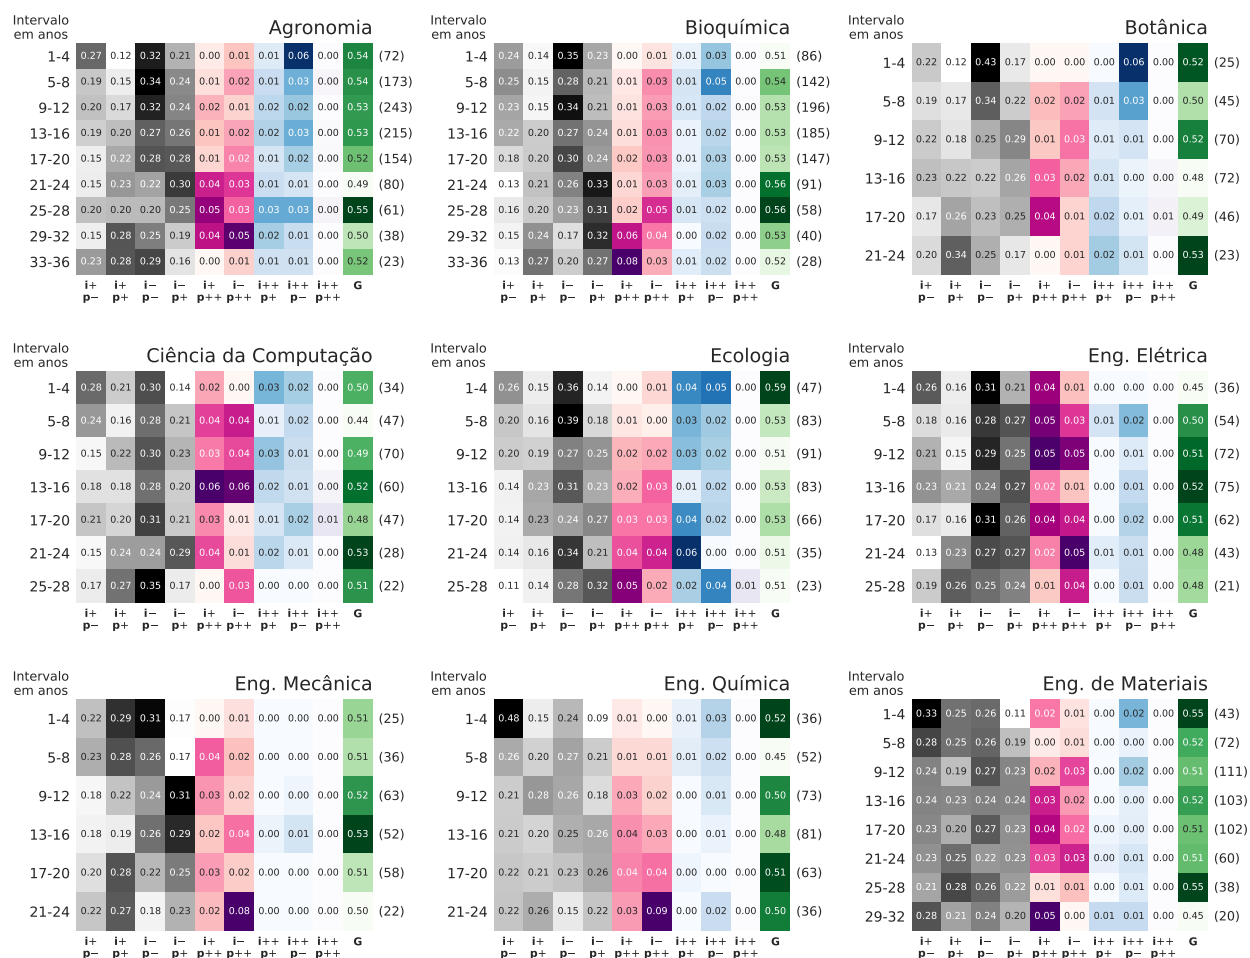 Intervalo
em anos
Agronomia
1-4 0.27 0.12 0.32 0.21 0.00 0.01 0.01 0.06 0.00 0.54 (72)
5-8 0.19 0.15 0.34 0.24 0.01 0.02 0.01 0.03 0.00 0.54 (173)
9-12 0.20 0.17 0.32 0.24 0.02 0.01 0.01 0.02 0.00 0.53 (243)
13-16 0.19 0.20 0.27 0.26 0.01 0.02 0.02 0.03 0.00 0.53 (215)
17-20 0.15 0.22 0.28 0.28 0.01 0.02 0.01 0.02 0.00 0.52 (154)
21-24 0.15 0.23 0.22 0.30 0.04 0.03 0.01 0.01 0.00 0.49 (80)
25-28 0.20 0.20 0.20 0.25 0.05 0.03 0.03 0.03 0.00 0.55 (61)
29-32 0.15 0.28 0.25 0.19 0.04 0.05 0.02 0.01 0.00 0.50 (38)
33-36 0.23 0.28 0.29 0.16 0.00 0.01 0.01 0.01 0.00 0.52 (23)
i+ i+ i− i− i+ i− i++ i++ i++ G
p− p+ p− p+ p++ p++ p+ p− p++
Intervalo
em anos
Bioquímica
1-4 0.24 0.14 0.35 0.23 0.00 0.01 0.01 0.03 0.00 0.51 (86)
5-8 0.25 0.15 0.28 0.21 0.01 0.03 0.01 0.05 0.00 0.54 (142)
9-12 0.23 0.15 0.34 0.21 0.01 0.03 0.01 0.02 0.00 0.53 (196)
13-16 0.22 0.20 0.27 0.24 0.01 0.03 0.01 0.02 0.00 0.53 (185)
17-20 0.18 0.20 0.30 0.24 0.02 0.03 0.01 0.02 0.00 0.53 (147)
21-24 0.13 0.21 0.26 0.33 0.01 0.03 0.01 0.03 0.00 0.56 (91)
25-28 0.16 0.20 0.23 0.31 0.02 0.05 0.01 0.02 0.00 0.56 (58)
29-32 0.15 0.24 0.17 0.32 0.06 0.04 0.00 0.02 0.00 0.53 (40)
33-36 0.13 0.27 0.20 0.27 0.08 0.03 0.01 0.02 0.00 0.52 (28)
i+ i+ i− i− i+ i− i++ i++ i++ G
p− p+ p− p+ p++ p++ p+ p− p++
Intervalo
em anos
Botânica
1-4 0.22 0.12 0.43 0.17 0.00 0.00 0.00 0.06 0.00 0.52 (25)
5-8 0.19 0.17 0.34 0.22 0.02 0.02 0.01 0.03 0.00 0.50 (45)
9-12 0.22 0.18 0.25 0.29 0.01 0.03 0.01 0.01 0.00 0.52 (70)
13-16 0.23 0.22 0.22 0.26 0.03 0.02 0.01 0.01 0.00 0.48 (72)
17-20 0.17 0.26 0.23 0.25 0.04 0.01 0.02 0.01 0.01 0.49 (46)
21-24 0.20 0.34 0.25 0.17 0.00 0.01 0.02 0.01 0.00 0.53 (23)
i+ i+ i− i− i+ i− i++ i++ i++ G
p− p+ p− p+ p++ p++ p+ p− p++
Intervalo
em anos
Ciência da Computação
1-4 0.28 0.21 0.30 0.14 0.02 0.00 0.03 0.02 0.00 0.50 (34)
5-8 0.24 0.16 0.28 0.21 0.04 0.04 0.01 0.02 0.00 0.44 (47)
9-12 0.15 0.22 0.30 0.23 0.03 0.04 0.03 0.01 0.00 0.49 (70)
13-16 0.18 0.18 0.28 0.20 0.06 0.06 0.01 0.01 0.00 0.52 (60)
17-20 0.21 0.20 0.31 0.21 0.03 0.01 0.01 0.02 0.01 0.48 (47)
21-24 0.15 0.24 0.24 0.29 0.04 0.01 0.02 0.01 0.00 0.53 (28)
25-28 0.17 0.27 0.35 0.17 0.00 0.03 0.00 0.00 0.00 0.51 (22)
i+ i+ i− i− i+ i− i++ i++ i++ G
p− p+ p− p+ p++ p++ p+ p− p++
Intervalo
em anos
Ecologia
1-4 0.26 0.15 0.36 0.14 0.00 0.01 0.04 0.05 0.00 0.59 (47)
5-8 0.20 0.16 0.39 0.18 0.01 0.00 0.03 0.02 0.00 0.53 (83)
9-12 0.20 0.19 0.27 0.25 0.02 0.02 0.03 0.02 0.00 0.51 (91)
13-16 0.14 0.23 0.31 0.23 0.02 0.03 0.02 0.02 0.00 0.53 (83)
17-20 0.14 0.23 0.24 0.27 0.03 0.03 0.04 0.02 0.00 0.53 (66)
21-24 0.14 0.16 0.34 0.21 0.04 0.04 0.06 0.00 0.00 0.51 (35)
25-28 0.11 0.14 0.28 0.32 0.05 0.02 0.02 0.04 0.01 0.51 (23)
i+ i+ i− i− i+ i− i++ i++ i++ G
p− p+ p− p+ p++ p++ p+ p− p++
Intervalo
em anos
Eng. Elétrica
1-4 0.26 0.16 0.31 0.21 0.04 0.01 0.00 0.00 0.00 0.45 (36)
5-8 0.18 0.16 0.28 0.27 0.05 0.03 0.01 0.02 0.00 0.50 (54)
9-12 0.21 0.15 0.29 0.25 0.05 0.05 0.00 0.01 0.00 0.51 (72)
13-16 0.23 0.21 0.24 0.27 0.02 0.01 0.00 0.01 0.00 0.52 (75)
17-20 0.17 0.16 0.31 0.26 0.04 0.04 0.00 0.02 0.00 0.51 (62)
21-24 0.13 0.23 0.27 0.27 0.02 0.05 0.01 0.01 0.00 0.48 (43)
25-28 0.19 0.26 0.25 0.24 0.01 0.04 0.00 0.01 0.00 0.48 (21)
i+ i+ i− i− i+ i− i++ i++ i++ G
p− p+ p− p+ p++ p++ p+ p− p++
Intervalo
em anos
Eng. Mecânica
1-4 0.22 0.29 0.31 0.17 0.00 0.01 0.00 0.00 0.00 0.51 (25)
5-8 0.23 0.28 0.26 0.17 0.04 0.02 0.00 0.00 0.00 0.51 (36)
9-12 0.18 0.22 0.24 0.31 0.03 0.02 0.00 0.00 0.00 0.52 (63)
13-16 0.18 0.19 0.26 0.29 0.02 0.04 0.00 0.01 0.00 0.53 (52)
17-20 0.20 0.28 0.22 0.25 0.03 0.02 0.00 0.00 0.00 0.51 (58)
21-24 0.22 0.27 0.18 0.23 0.02 0.08 0.00 0.00 0.00 0.50 (22)
i+ i+ i− i− i+ i− i++ i++ i++ G
p− p+ p− p+ p++ p++ p+ p− p++
Intervalo
em anos
Eng. Química
1-4 0.48 0.15 0.24 0.09 0.01 0.00 0.01 0.03 0.00 0.52 (36)
5-8 0.26 0.20 0.27 0.21 0.01 0.01 0.01 0.02 0.00 0.45 (52)
9-12 0.21 0.28 0.26 0.18 0.03 0.02 0.00 0.01 0.00 0.50 (73)
13-16 0.21 0.20 0.25 0.26 0.04 0.03 0.01 0.00 0.00 0.48 (81)
17-20 0.22 0.21 0.23 0.26 0.04 0.04 0.00 0.00 0.00 0.51 (63)
21-24 0.22 0.26 0.15 0.22 0.03 0.09 0.00 0.02 0.00 0.50 (36)
i+ i+ i− i− i+ i− i++ i++ i++ G
p− p+ p− p+ p++ p++ p+ p− p++
Intervalo
em anos
Eng. de Materiais
1-4 0.33 0.25 0.26 0.11 0.02 0.01 0.00 0.02 0.00 0.55 (43)
5-8 0.28 0.25 0.26 0.19 0.00 0.01 0.00 0.00 0.00 0.52 (72)
9-12 0.24 0.19 0.27 0.23 0.02 0.03 0.00 0.02 0.00 0.51 (111)
13-16 0.24 0.23 0.24 0.24 0.03 0.02 0.00 0.00 0.00 0.52 (103)
17-20 0.23 0.20 0.27 0.23 0.04 0.02 0.00 0.01 0.00 0.51 (102)
21-24 0.23 0.25 0.22 0.23 0.03 0.03 0.00 0.01 0.00 0.51 (60)
25-28 0.21 0.28 0.26 0.22 0.01 0.01 0.00 0.00 0.00 0.55 (38)
29-32 0.28 0.21 0.24 0.20 0.05 0.00 0.01 0.01 0.00 0.45 (20)
i+ i+ i− i− i+ i− i++ i++ i++ G
p− p+ p− p+ p++ p++ p+ p− p++